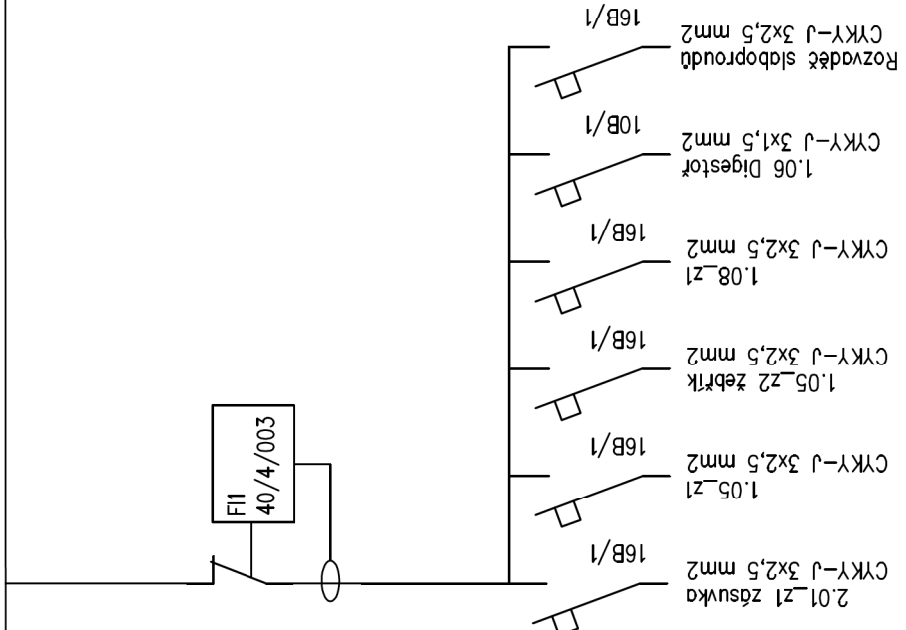 2.01_z1 zásuvka
CYKY-J 3x2,5 mm2
16B/1
1.05_z1
CYKY-J 3x2,5 mm2
16B/1
1.05_z2 žebřík
CYKY-J 3x2,5 mm2
16B/1
1.08_z1
CYKY-J 3x2,5 mm2
16B/1
1.06 Digestoř
CYKY-J 3x1,5 mm2
10B/1
Rozvaděč slaboproudů
CYKY-J 3x2,5 mm2
16B/1
FI1
40/4/003